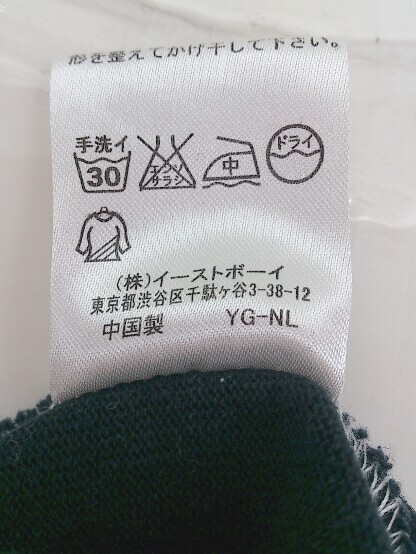 形を整えてかげ干しで下さい。
手洗イ 30 エンソ サラシ 中 ドライ
(株)イーストボーイ
東京都渋谷区千駄ヶ谷3-38-12
中国製 YG-NL